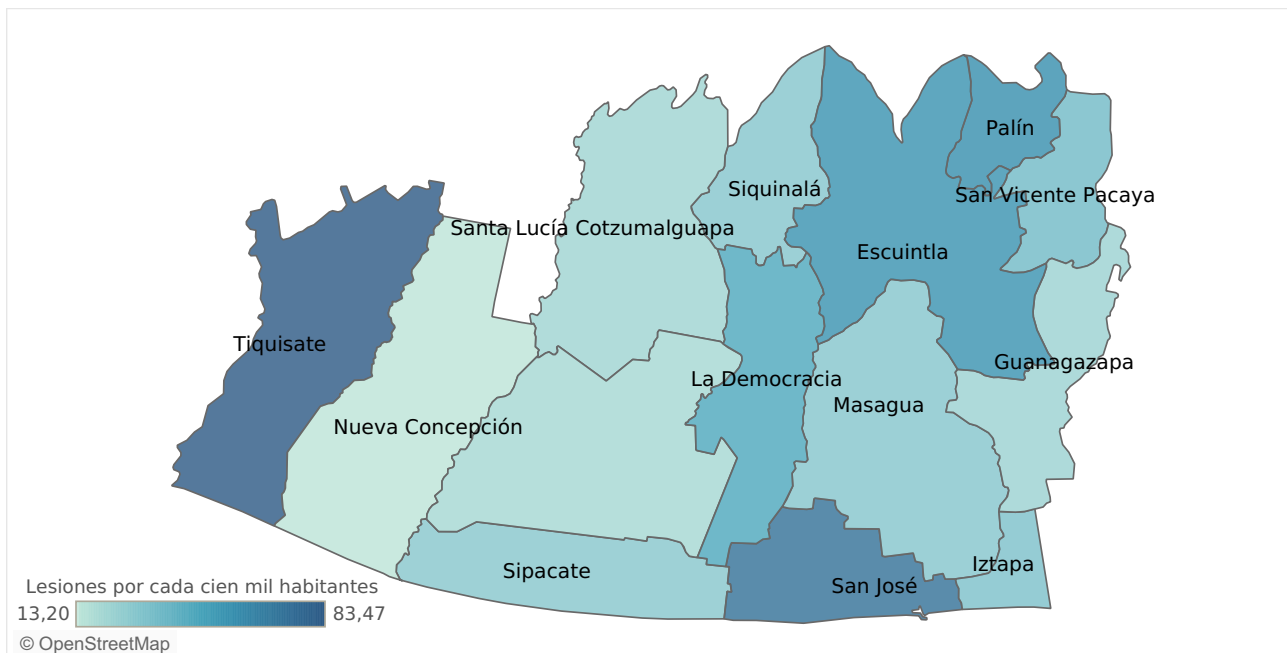 Palín
Siquinalá
San Vicente Pacaya
Santa Lucía Cotzumalguapa
Escuintla
Tiquisate
Guanagazapa
La Democracia
Masagua
Nueva Concepción
Iztapa
Sipacate
San José
Lesiones por cada cien mil habitantes
13,20 83,47
© OpenStreetMap